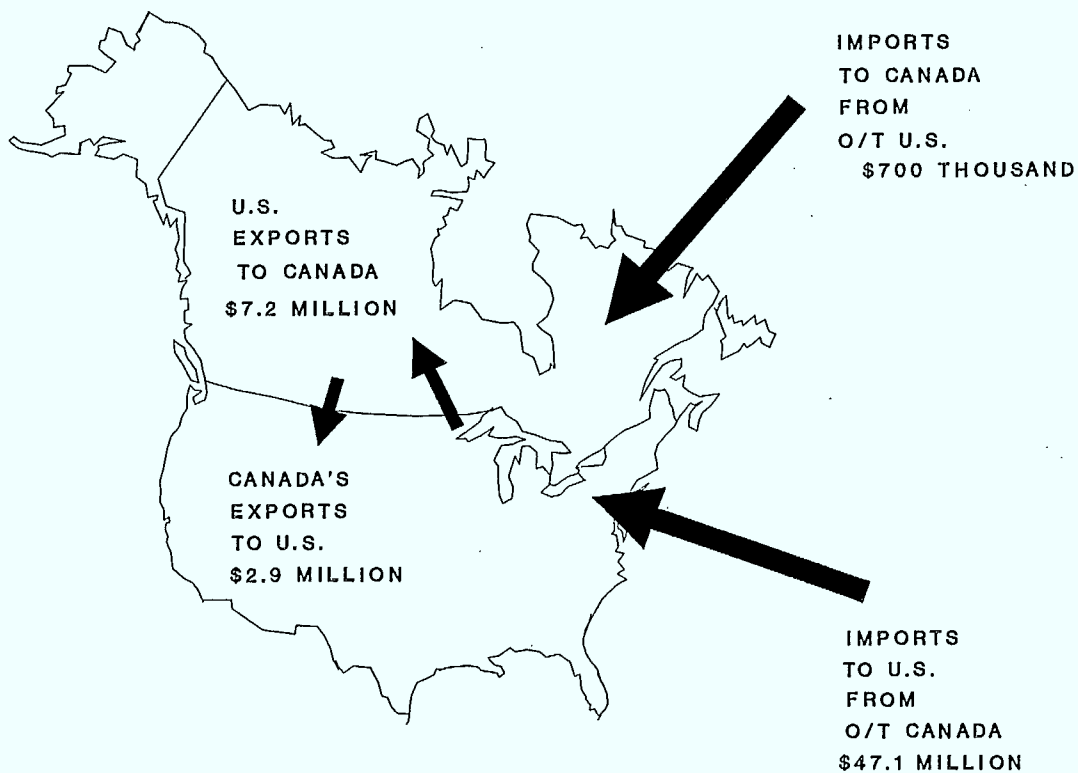 IMPORTS
TO CANADA
FROM
O/T U.S.
$700 THOUSAND
U.S.
EXPORTS
TO CANADA
$7.2 MILLION
CANADA'S
EXPORTS
TO U.S.
$2.9 MILLION
IMPORTS
TO U.S.
FROM
O/T CANADA
$47.1 MILLION